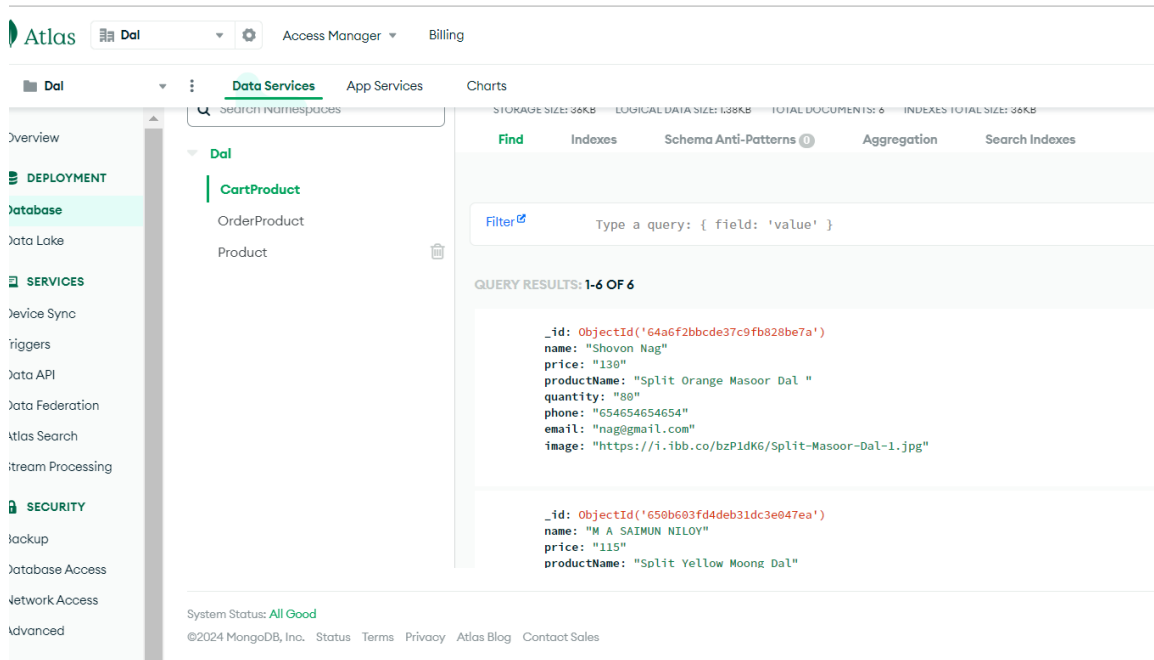 Atlas Dal Access Manager Billing
Dal Data Services App Services Charts
Search Namespaces
STORAGE SIZE: 36KB LOGICAL DATA SIZE: 1.38KB TOTAL DOCUMENTS: 6 INDEXES TOTAL SIZE: 36KB
Overview
DEPLOYMENT
Database
Data Lake
SERVICES
Device Sync
Triggers
Data API
Data Federation
Atlas Search
Stream Processing
SECURITY
Backup
Database Access
Network Access
Advanced
Dal
CartProduct
OrderProduct
Product
Find Indexes Schema Anti-Patterns 0 Aggregation Search Indexes
Filter Type a query: { field: 'value' }
QUERY RESULTS: 1-6 OF 6
_id: ObjectId('64a6f2bbcde37c9fb828be7a')
name: "Shovon Nag"
price: "130"
productName: "Split Orange Masoor Dal "
quantity: "80"
phone: "654654654654"
email: "nag@gmail.com"
image: "https://i.ibb.co/bzP1dK6/Split-Masoor-Dal-1.jpg"
_id: ObjectId('650b603fd4deb31dc3e047ea')
name: "M A SAIMUN NILOY"
price: "115"
productName: "Split Yellow Moong Dal"
System Status: All Good
©2024 MongoDB, Inc. Status Terms Privacy Atlas Blog Contact Sales